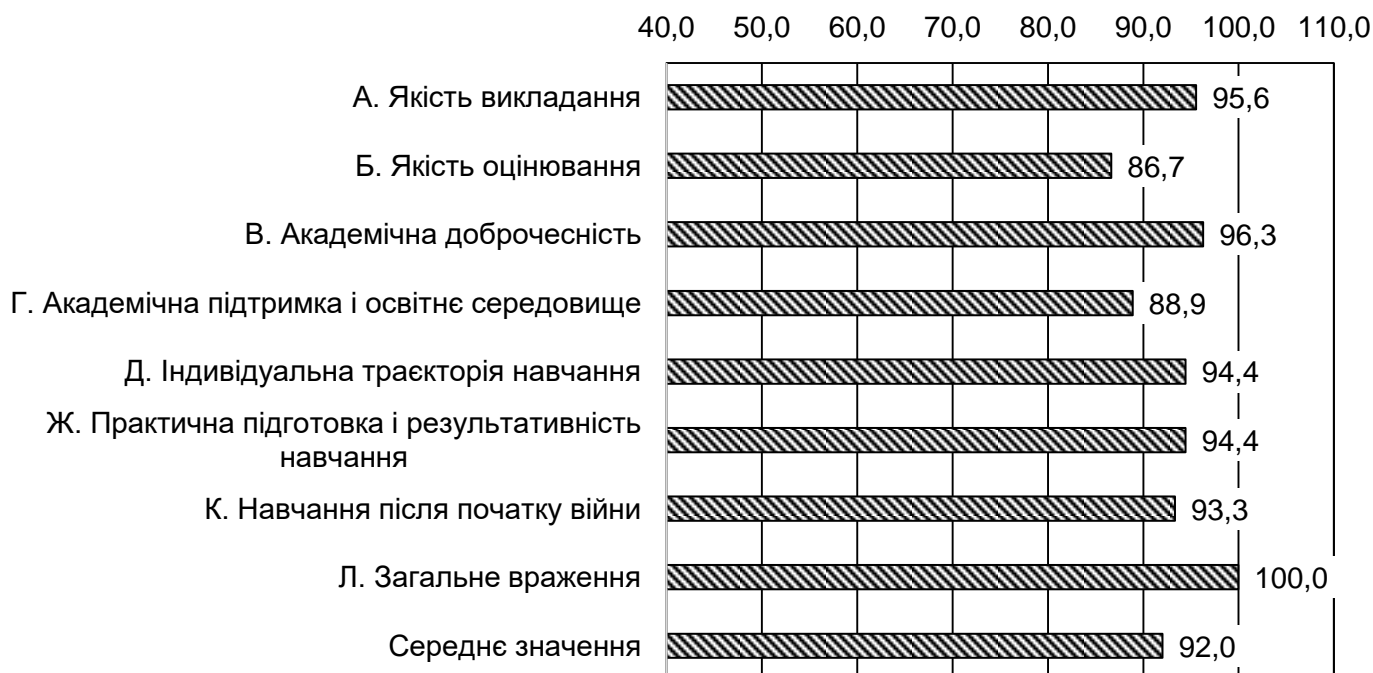 40,0 50,0 60,0 70,0 80,0 90,0 100,0 110,0
А. Якість викладання 95,6
Б. Якість оцінювання 86,7
В. Академічна доброчесність 96,3
Г. Академічна підтримка і освітнє середовище 88,9
Д. Індивідуальна траєкторія навчання 94,4
Ж. Практична підготовка і результативність
навчання 94,4
К. Навчання після початку війни 93,3
Л. Загальне враження 100,0
Середнє значення 92,0